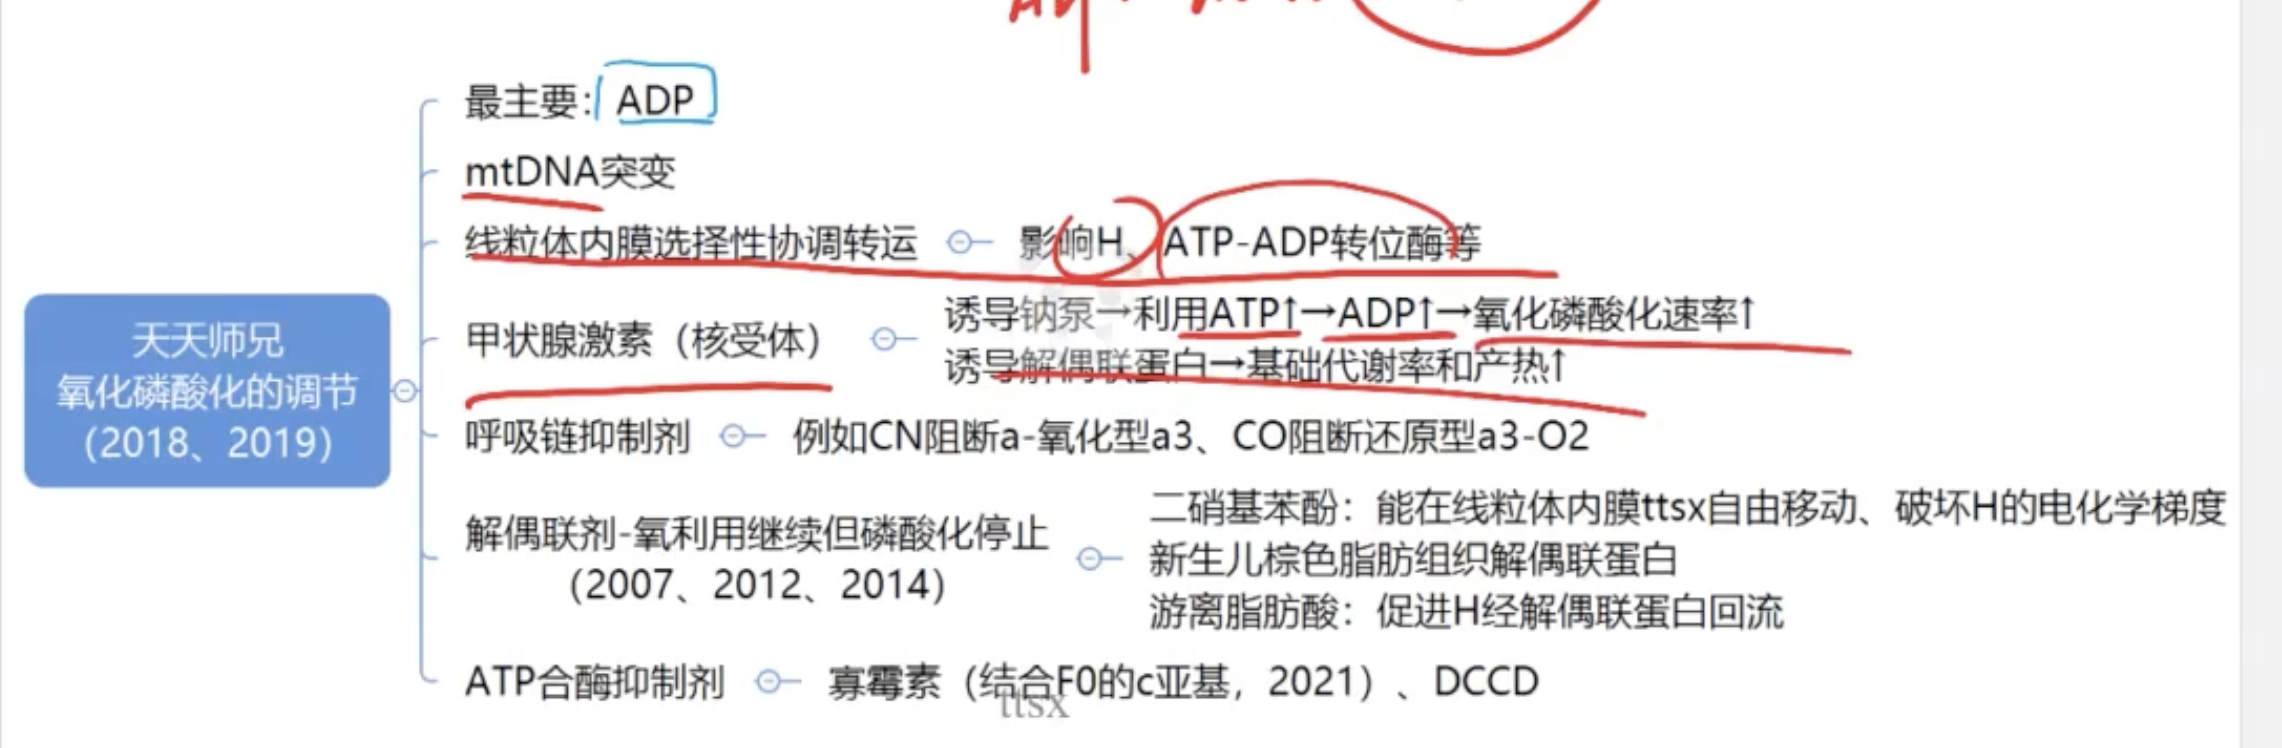 最主要：ADP
mtDNA突变
线粒体内膜选择性协调转运
影响H、ATP-ADP转位酶等
天天师兄
氧化磷酸化的调节
（2018、2019）
甲状腺激素（核受体）
诱导钠泵→利用ATP↑→ADP↑→氧化磷酸化速率↑
诱导解偶联蛋白→基础代谢率和产热↑
呼吸链抑制剂
例如CN阻断a-氧化型a3、CO阻断还原型a3-O2
解偶联剂-氧利用继续但磷酸化停止
（2007、2012、2014）
二硝基苯酚：能在线粒体内膜ttsx自由移动、破坏H的电化学梯度
新生儿棕色脂肪组织解偶联蛋白
游离脂肪酸：促进H经解偶联蛋白回流
ATP合酶抑制剂
寡霉素（结合F0的c亚基，2021）、DCCD
ttsx